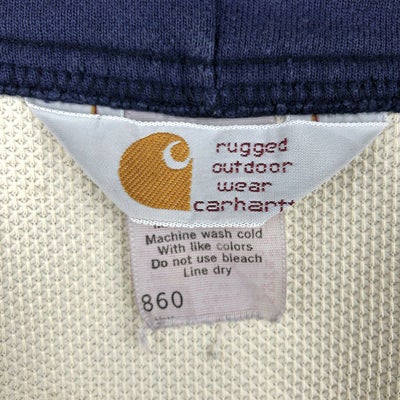 rugged
outdoor
wear
carhartt
Machine wash cold
With like colors
Do not use bleach
Line dry
860